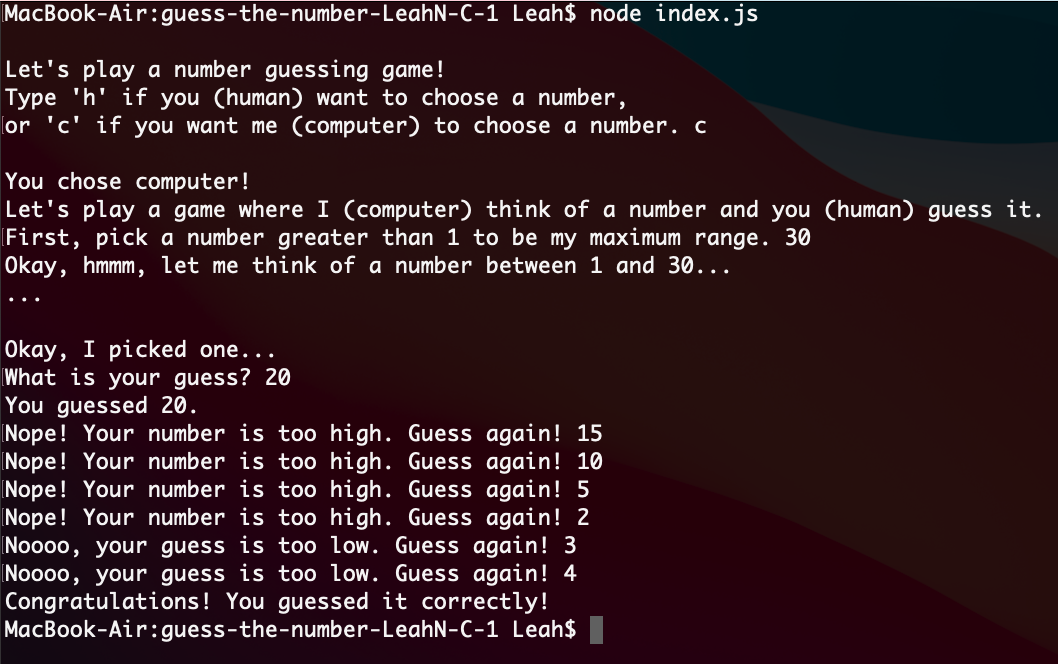 MacBook-Air:guess-the-number-LeahN-C-1 Leah$ node index.js
Let's play a number guessing game!
Type 'h' if you (human) want to choose a number,
or 'c' if you want me (computer) to choose a number. c
You chose computer!
Let's play a game where I (computer) think of a number and you (human) guess it.
First, pick a number greater than 1 to be my maximum range. 30
Okay, hmmm, let me think of a number between 1 and 30...
...
Okay, I picked one...
What is your guess? 20
You guessed 20.
Nope! Your number is too high. Guess again! 15
Nope! Your number is too high. Guess again! 10
Nope! Your number is too high. Guess again! 5
Nope! Your number is too high. Guess again! 2
Noooo, your guess is too low. Guess again! 3
Noooo, your guess is too low. Guess again! 4
Congratulations! You guessed it correctly!
MacBook-Air:guess-the-number-LeahN-C-1 Leah$